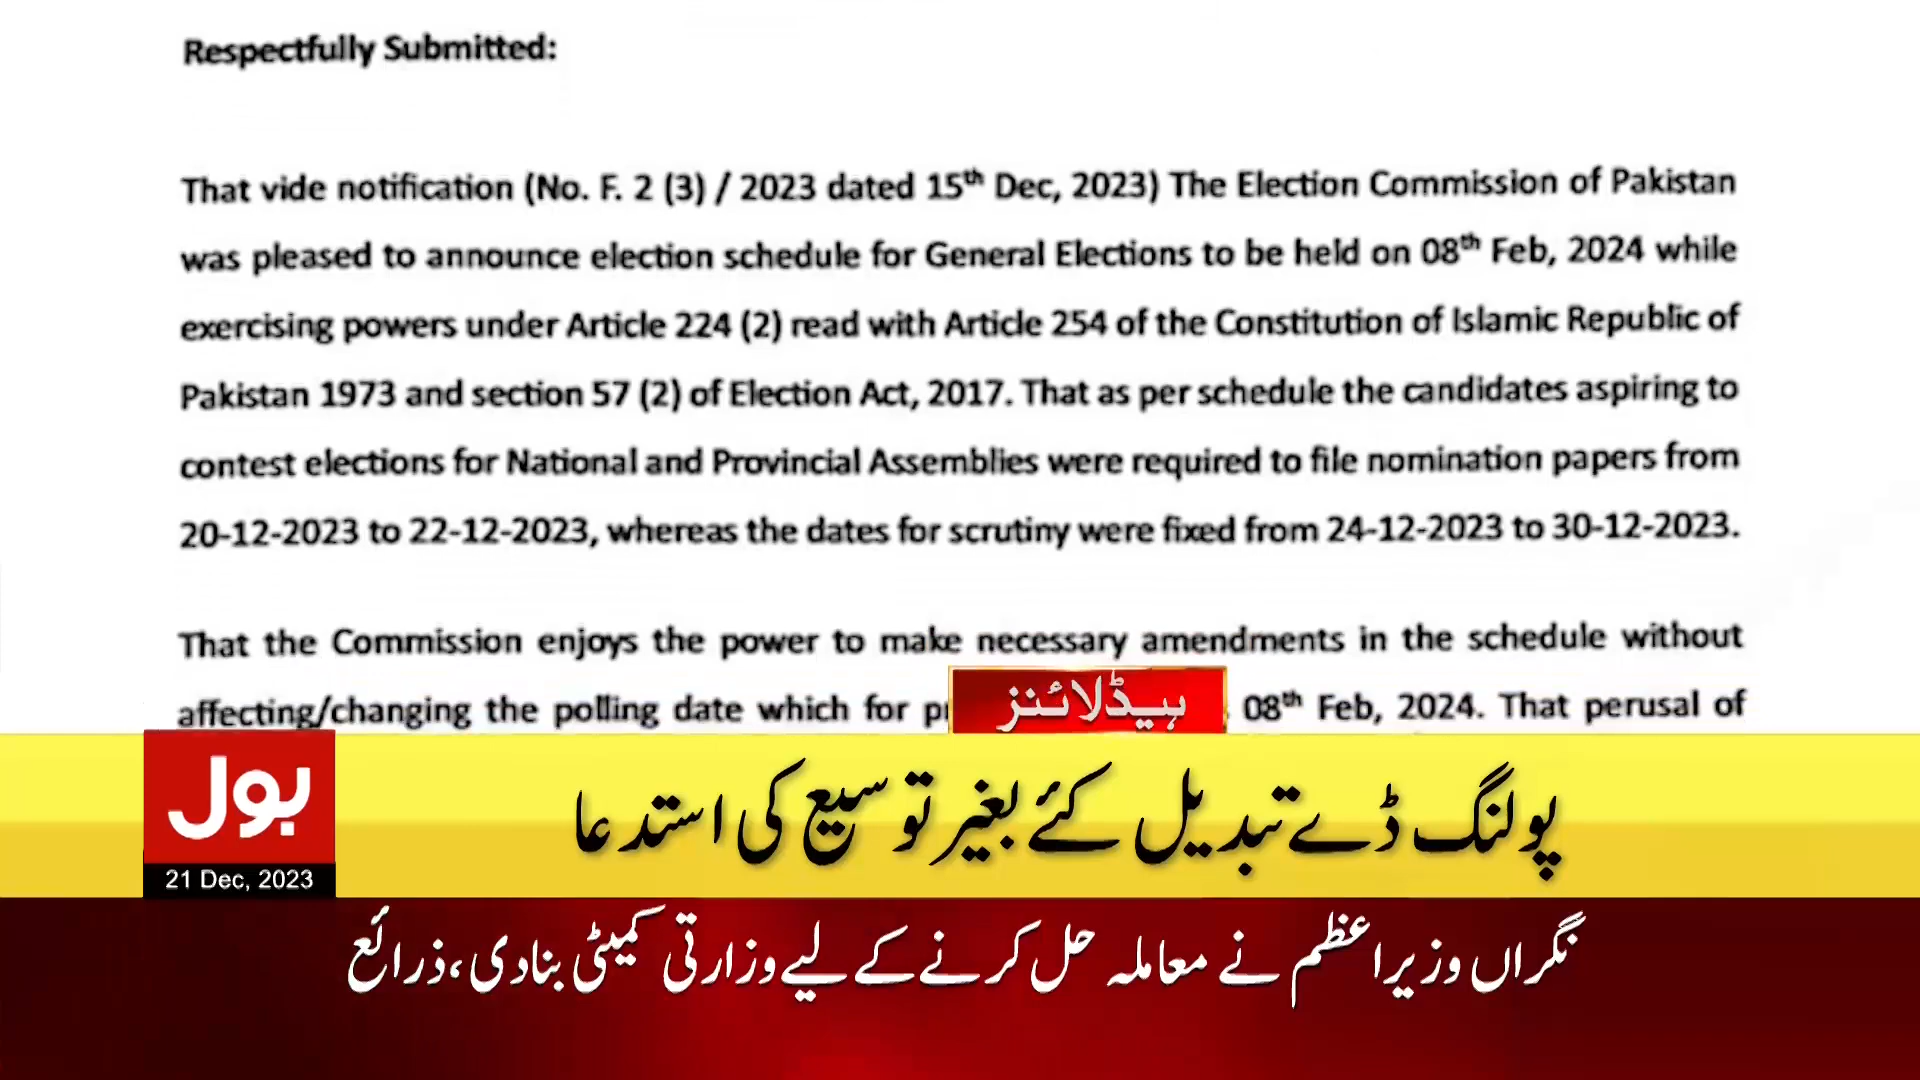 Respectfully Submitted:
That vide notification (No. F. 2 (3) / 2023 dated 15th Dec, 2023) The Election Commission of Pakistan
was pleased to announce election schedule for General Elections to be held on 08th Feb, 2024 while
exercising powers under Article 224 (2) read with Article 254 of the Constitution of Islamic Republic of
Pakistan 1973 and section 57 (2) of Election Act, 2017. That as per schedule the candidates aspiring to
contest elections for National and Provincial Assemblies were required to file nomination papers from
20-12-2023 to 22-12-2023, whereas the dates for scrutiny were fixed from 24-12-2023 to 30-12-2023.
That the Commission enjoys the power to make necessary amendments in the schedule without
affecting/changing the polling date which for 08th Feb, 2024. That perusal of
ہیڈلائنز
بول
پولنگ ڈے تبدیل کئے بغیر توسیع کی استدعا
21 Dec, 2023
نگراں وزیراعظم نے معاملہ حل کرنے کے لیے وزارتی کمیٹی بنادی، ذرائع